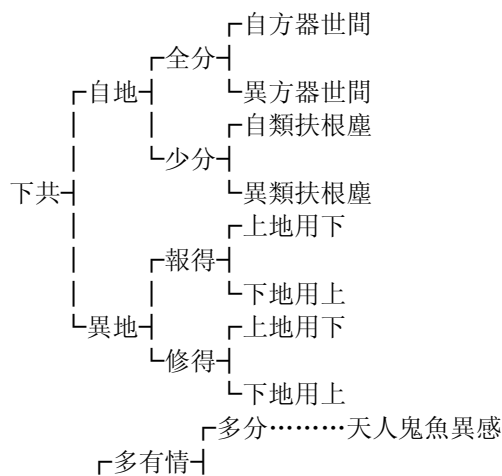 ┌自方器世間
┌全分┤
┌自地┤ └異方器世間
│ │ ┌自類扶根塵
│ └少分┤
下共┤ └異類扶根塵
│ ┌上地用下
│ ┌報得┤
│ │ └下地用上
└異地┤ ┌上地用下
└修得┤
└下地用上
┌多分………天人鬼魚異感
┌多有情┤